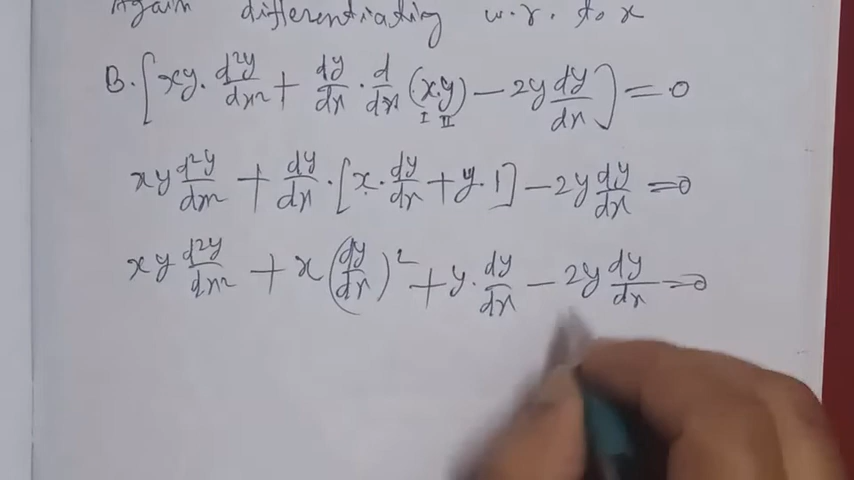 Again differentiating w.r. to x
B.[xy. d²y/dx² + dy/dx . d/dx (x.y) − 2y dy/dx] = 0
I II
xy d²y/dx² + dy/dx . [x. dy/dx + y.1] − 2y dy/dx = 0
xy d²y/dx² + x (dy/dx)² + y. dy/dx − 2y dy/dx = 0